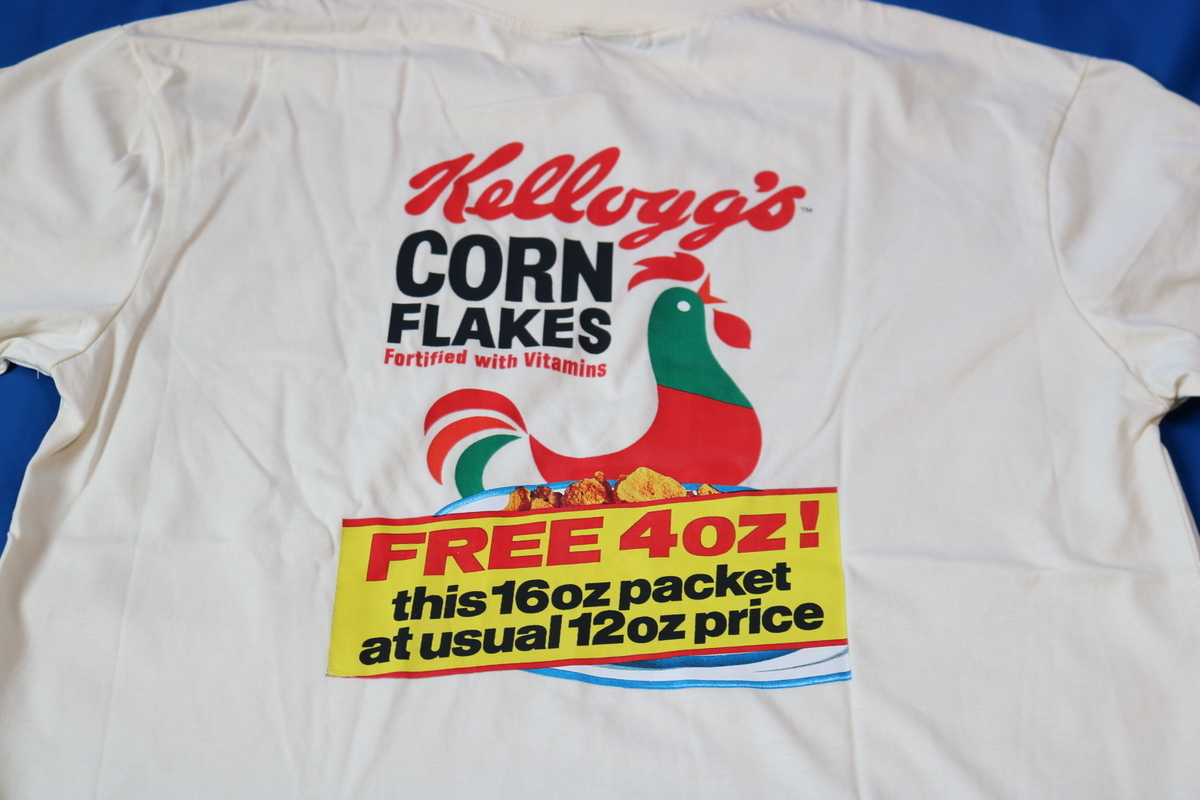 Kellogg's™
CORN
FLAKES
Fortified with Vitamins
FREE 4oz!
this 16oz packet
at usual 12oz price